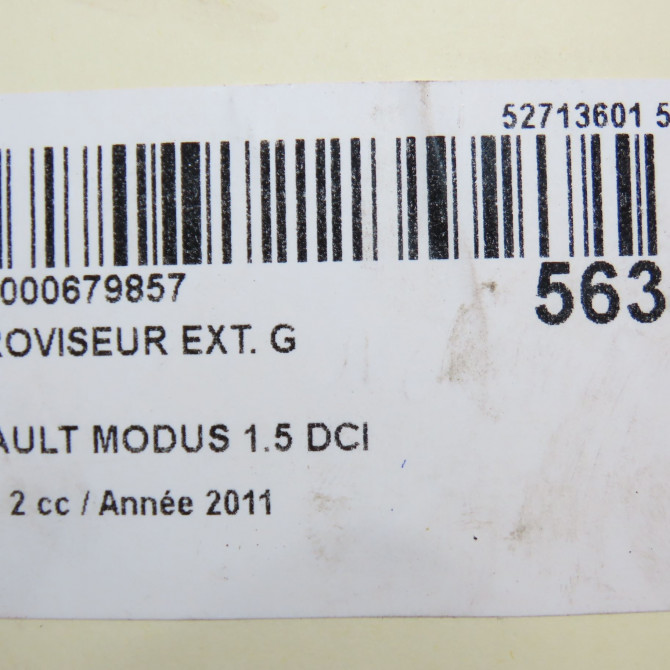 52713601 5
000679857
563
ROVISEUR EXT. G
AULT MODUS 1.5 DCI
2 cc / Année 2011